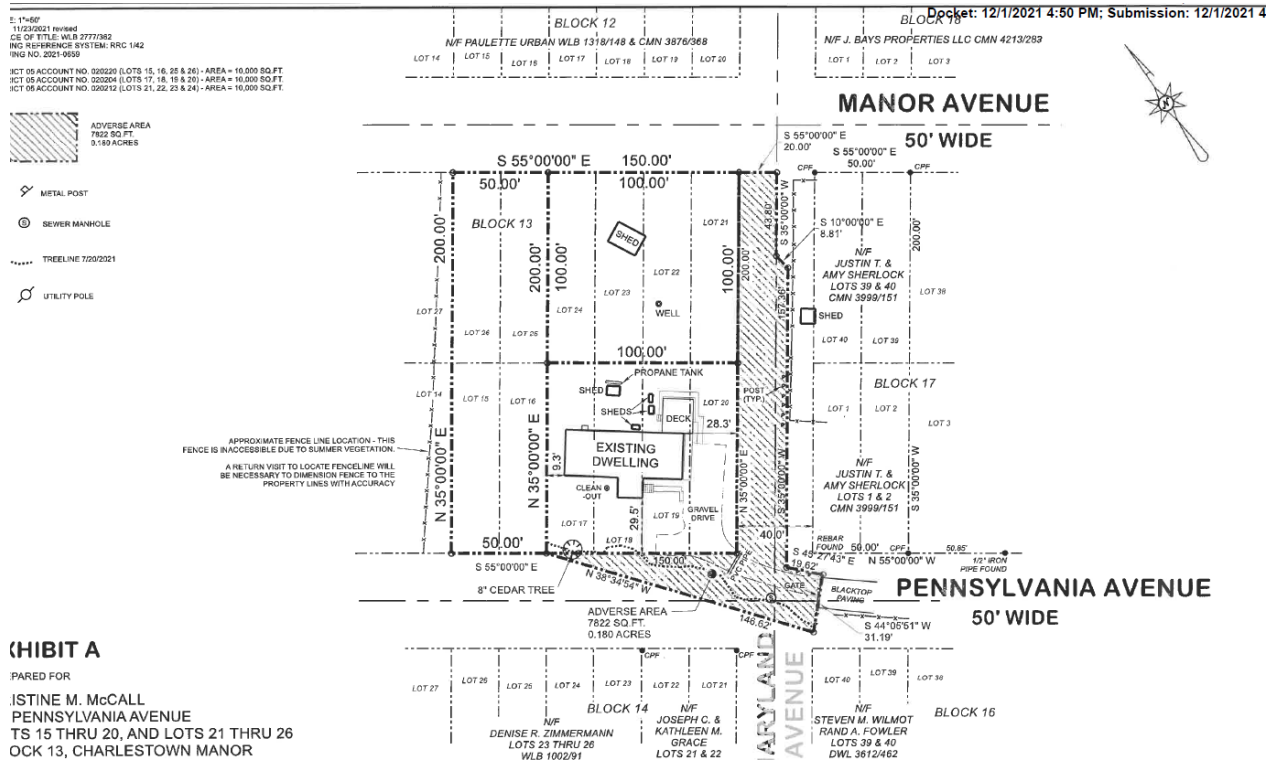 Docket: 12/1/2021 4:50 PM; Submission: 12/1/2021 4
E: 1"=50'
11/23/2021 revised
CE OF TITLE: WLB 2777/362
NG REFERENCE SYSTEM: RRC 1/42
ING NO. 2021-0659
ICT 05 ACCOUNT NO. 020220 (LOTS 15, 16, 25 & 26) - AREA = 10,000 SQ.FT.
ICT 05 ACCOUNT NO. 020204 (LOTS 17, 18, 19 & 20) - AREA = 10,000 SQ.FT.
ICT 05 ACCOUNT NO. 020212 (LOTS 21, 22, 23 & 24) - AREA = 10,000 SQ.FT.
ADVERSE AREA
7822 SQ.FT.
0.180 ACRES
METAL POST
S
SEWER MANHOLE
TREELINE 7/20/2021
UTILITY POLE
BLOCK 12
N/F PAULETTE URBAN WLB 1318/148 & CMN 3876/368
LOT 14
LOT 15
LOT 16
LOT 17
LOT 18
LOT 19
LOT 20
BLOCK 18
N/F J. BAYS PROPERTIES LLC CMN 4213/283
LOT 1
LOT 2
LOT 3
MANOR AVENUE
50' WIDE
N
S 55°00'00" E
20.00'
S 55°00'00" E
50.00'
CPF
CPF
S 55°00'00" E 150.00'
50.00'
100.00'
BLOCK 13
200.00'
200.00'
100.00'
SHED
LOT 21
LOT 22
LOT 23
LOT 24
WELL
100.00'
200.00'
43.80'
S 35°00'00" W
S 10°00'00" E
8.81'
157.36'
200.00'
N/F
JUSTIN T. &
AMY SHERLOCK
LOTS 39 & 40
CMN 3999/151
LOT 38
SHED
LOT 40
LOT 39
LOT 27
LOT 26
LOT 25
100.00'
PROPANE TANK
SHED
SHEDS
DECK
LOT 20
28.3'
POST
(TYP.)
BLOCK 17
LOT 1
LOT 2
LOT 3
LOT 14
LOT 15
LOT 16
APPROXIMATE FENCE LINE LOCATION - THIS
FENCE IS INACCESSIBLE DUE TO SUMMER VEGETATION.
A RETURN VISIT TO LOCATE FENCELINE WILL
BE NECESSARY TO DIMENSION FENCE TO THE
PROPERTY LINES WITH ACCURACY
N 35°00'00" E
N 35°00'00" E
EXISTING
DWELLING
9.3'
CLEAN
-OUT
LOT 17
LOT 18
29.5'
LOT 19
GRAVEL
DRIVE
N 35°00'00" E
S 35°00'00" W
N/F
JUSTIN T. &
AMY SHERLOCK
LOTS 1 & 2
CMN 3999/151
S 35°00'00" W
40.0'
REBAR
FOUND
50.00'
CPF
50.85'
N 55°00'00" W
1/2" IRON
PIPE FOUND
S 45°27'43" E
19.62'
50.00'
S 55°00'00" E
150.00'
PVC PIPE
8" CEDAR TREE
N 38°34'54" W
146.62'
GATE
S
BLACKTOP
PAVING
PENNSYLVANIA AVENUE
50' WIDE
ADVERSE AREA
7822 SQ.FT.
0.180 ACRES
S 44°05'51" W
31.19'
CPF
CPF
LOT 27
LOT 26
LOT 25
LOT 24
LOT 23
LOT 22
LOT 21
BLOCK 14
N/F
DENISE R. ZIMMERMANN
LOTS 23 THRU 26
WLB 1002/91
N/F
JOSEPH C. &
KATHLEEN M.
GRACE
LOTS 21 & 22
MARYLAND
AVENUE
LOT 40
LOT 39
LOT 38
N/F
STEVEN M. WILMOT
RAND A. FOWLER
LOTS 39 & 40
DWL 3612/462
BLOCK 16
XHIBIT A
EPARED FOR
ISTINE M. McCALL
PENNSYLVANIA AVENUE
TS 15 THRU 20, AND LOTS 21 THRU 26
OCK 13, CHARLESTOWN MANOR